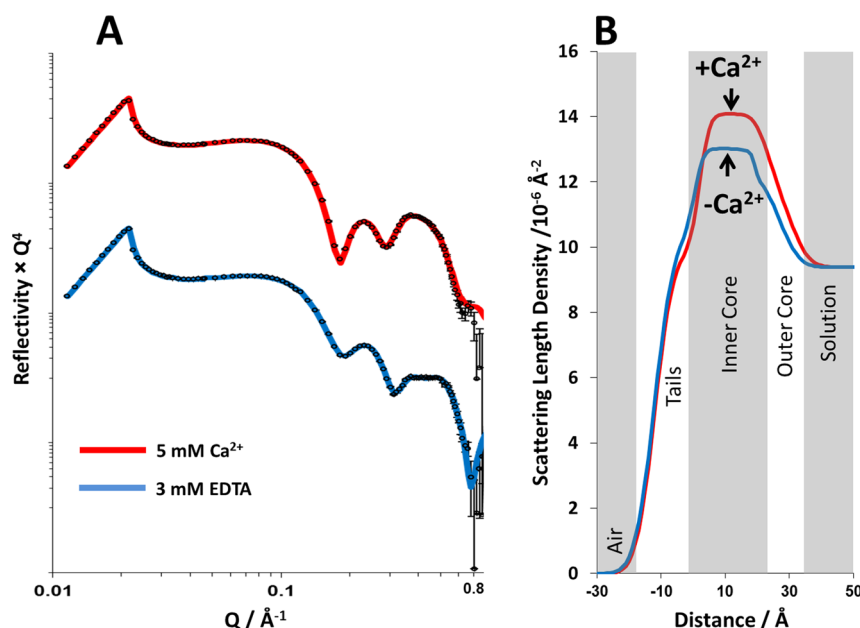 A
Reflectivity × Q⁴
5 mM Ca²⁺
3 mM EDTA
0.01
0.1
0.8
Q / Å⁻¹
B
Scattering Length Density /10⁻⁶ Å⁻²
16
14
12
10
8
6
4
2
0
+Ca²⁺
-Ca²⁺
Air
Tails
Inner Core
Outer Core
Solution
-30
-10
10
30
50
Distance / Å